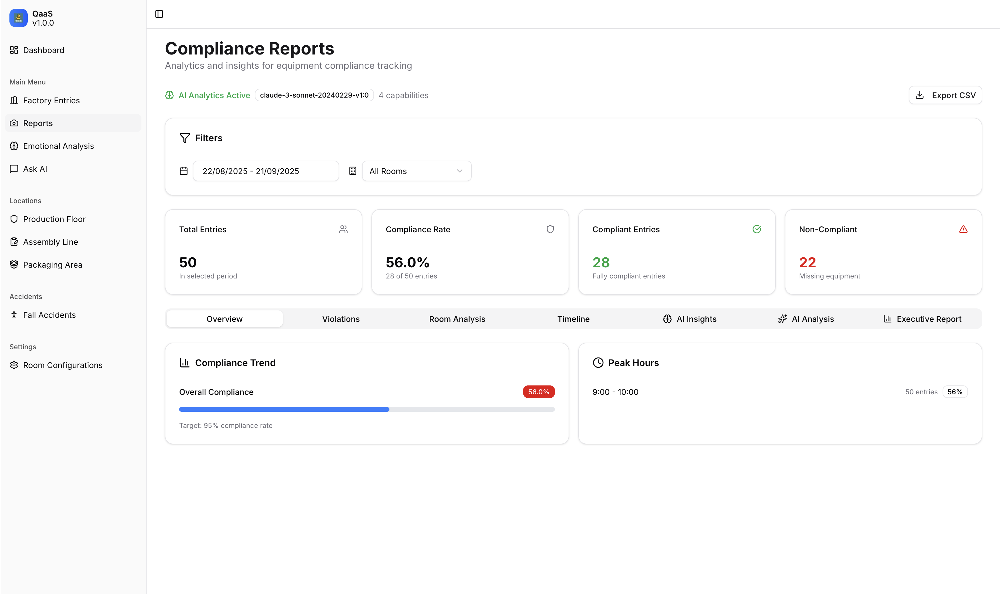 QaaS
v1.0.0
Dashboard
Main Menu
Factory Entries
Reports
Emotional Analysis
Ask AI
Locations
Production Floor
Assembly Line
Packaging Area
Accidents
Fall Accidents
Settings
Room Configurations
Compliance Reports
Analytics and insights for equipment compliance tracking
AI Analytics Active claude-3-sonnet-20240229-v1:0 4 capabilities
Export CSV
Filters
22/08/2025 - 21/09/2025 All Rooms
Total Entries
50
In selected period
Compliance Rate
56.0%
28 of 50 entries
Compliant Entries
28
Fully compliant entries
Non-Compliant
22
Missing equipment
Overview Violations Room Analysis Timeline AI Insights AI Analysis Executive Report
Compliance Trend
Overall Compliance 56.0%
Target: 95% compliance rate
Peak Hours
9:00 - 10:00 50 entries 56%